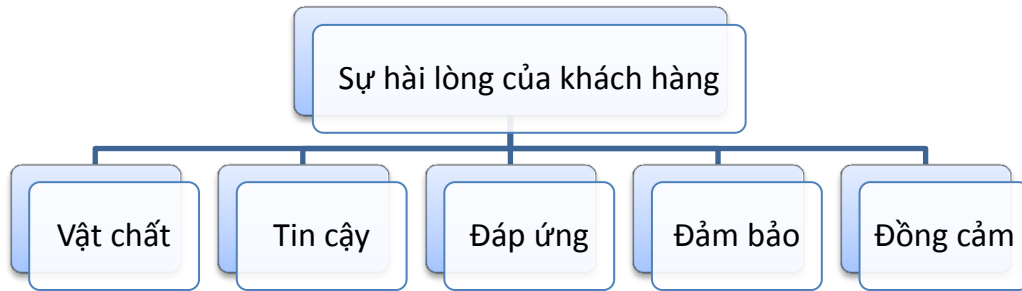 Sự hài lòng của khách hàng
Vật chất
Tin cậy
Đáp ứng
Đảm bảo
Đồng cảm